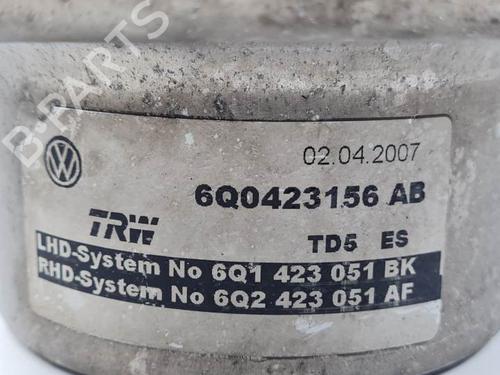 B-PARTS
02.04.2007
6Q0423156 AB
TRW
TD5 ES
LHD-System No 6Q1 423 051 BK
RHD-System No 6Q2 423 051 AF